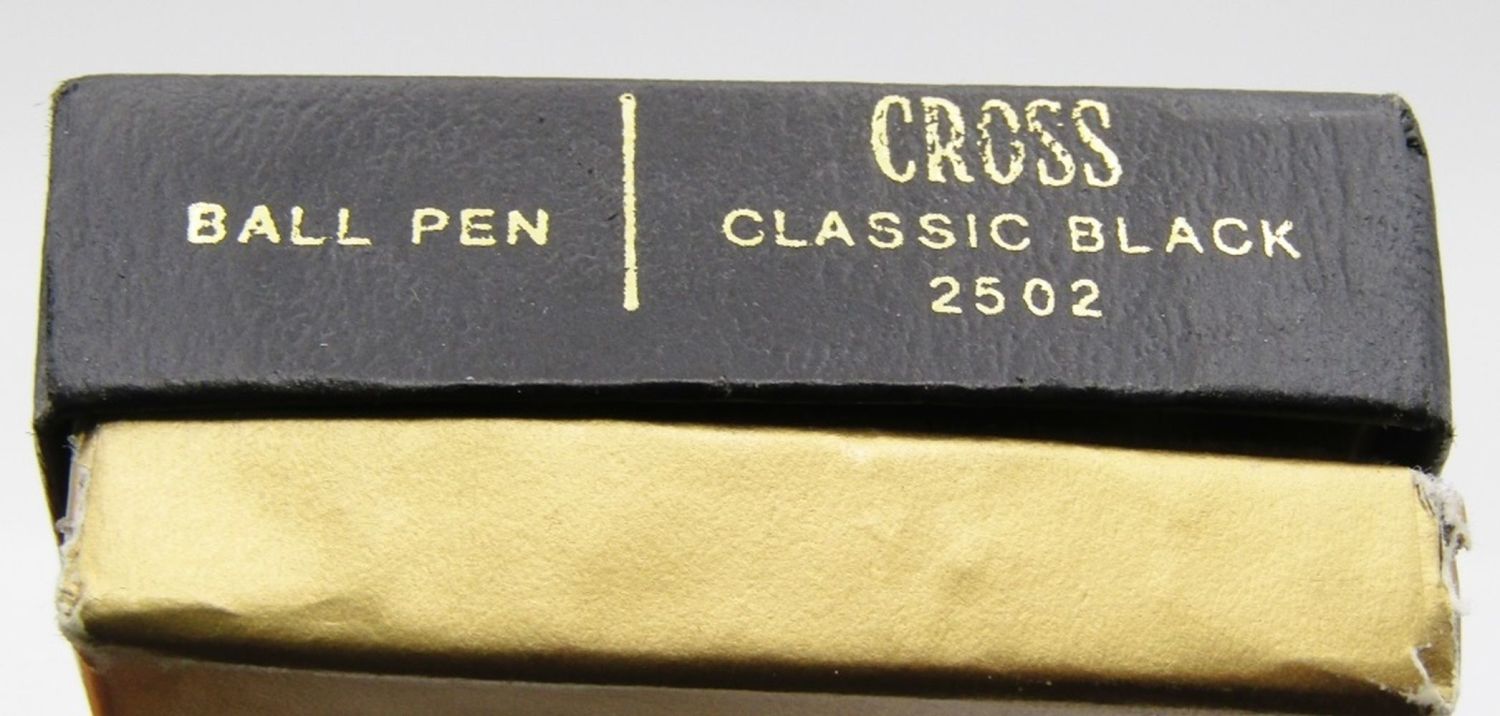 BALL PEN
CROSS
CLASSIC BLACK
2502